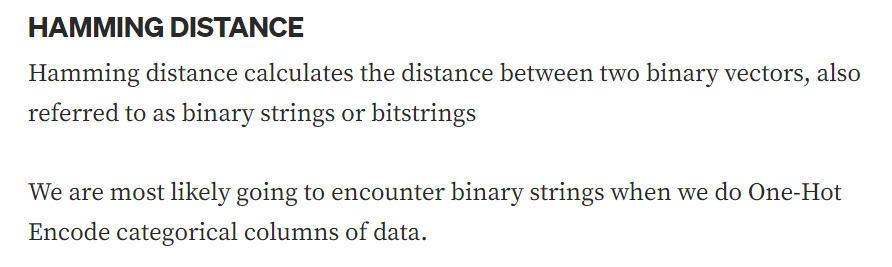 HAMMING DISTANCE
Hamming distance calculates the distance between two binary vectors, also
referred to as binary strings or bitstrings
We are most likely going to encounter binary strings when we do One-Hot
Encode categorical columns of data.